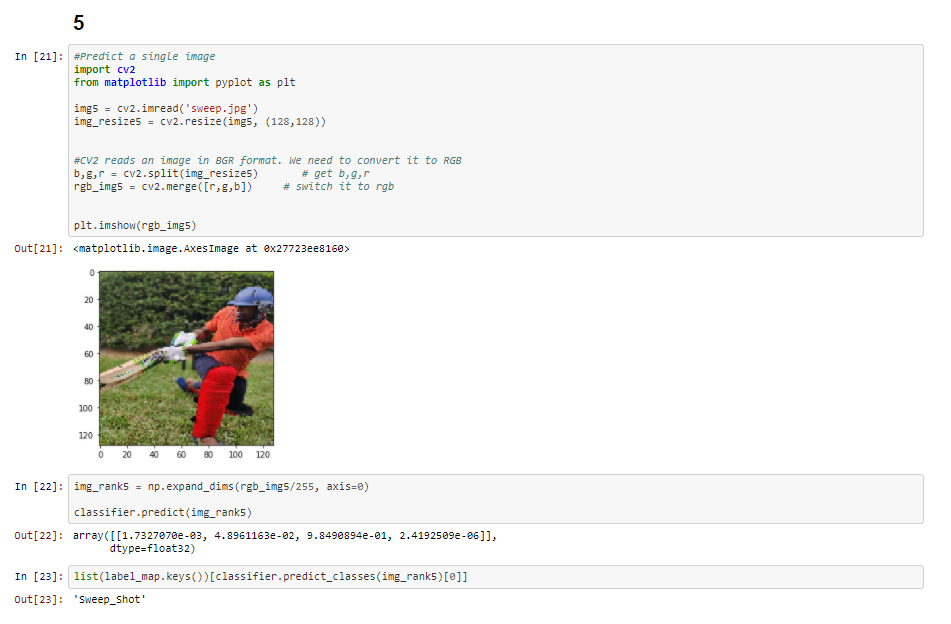 5
In [21]:
#Predict a single image
import cv2
from matplotlib import pyplot as plt
img5 = cv2.imread('sweep.jpg')
img_resize5 = cv2.resize(img5, (128,128))
#CV2 reads an image in BGR format. We need to convert it to RGB
b,g,r = cv2.split(img_resize5)       # get b,g,r
rgb_img5 = cv2.merge([r,g,b])     # switch it to rgb
plt.imshow(rgb_img5)
Out[21]: <matplotlib.image.AxesImage at 0x27723ee8160>
0
20
40
60
80
100
120
0 20 40 60 80 100 120
In [22]: img_rank5 = np.expand_dims(rgb_img5/255, axis=0)
classifier.predict(img_rank5)
Out[22]: array([[1.7327070e-03, 4.8961163e-02, 9.8490894e-01, 2.4192509e-06]],
dtype=float32)
In [23]: list(label_map.keys())[classifier.predict_classes(img_rank5)[0]]
Out[23]: 'Sweep_Shot'